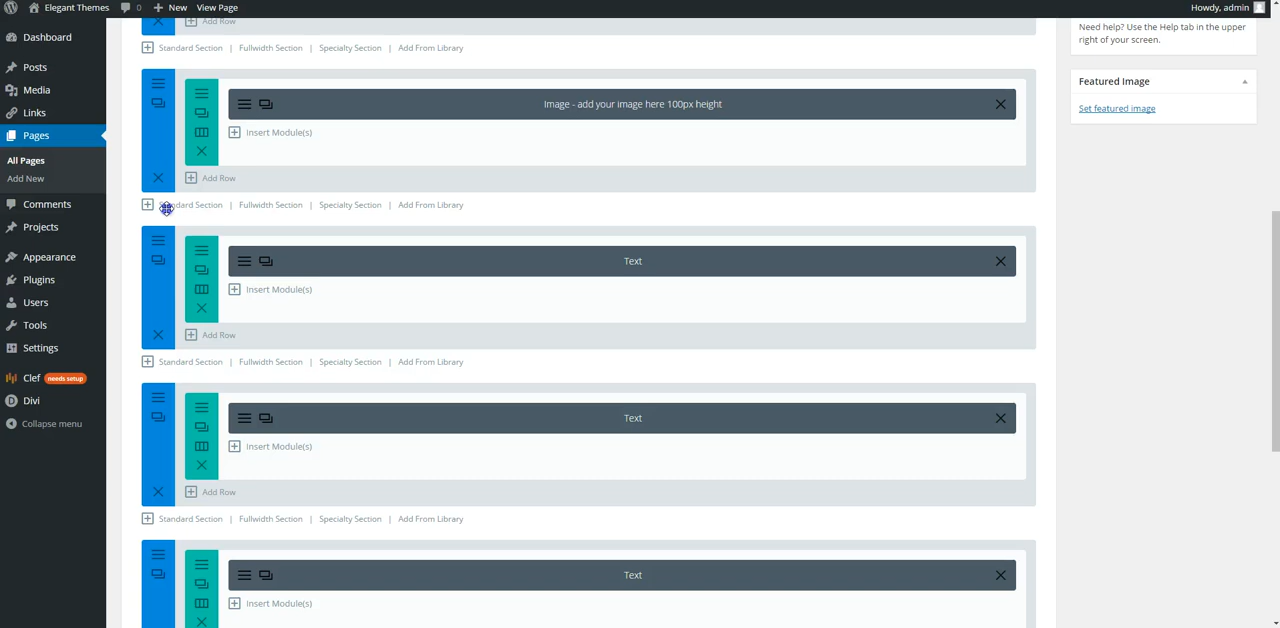 Elegant Themes 0 New View Page Howdy, admin
Dashboard
Posts
Media
Links
Pages
All Pages
Add New
Comments
Projects
Appearance
Plugins
Users
Tools
Settings
Clef needs setup
Divi
Collapse menu
Add Row
Standard Section | Fullwidth Section | Specialty Section | Add From Library
Image - add your image here 100px height
Insert Module(s)
Add Row
Standard Section | Fullwidth Section | Specialty Section | Add From Library
Text
Insert Module(s)
Add Row
Standard Section | Fullwidth Section | Specialty Section | Add From Library
Text
Insert Module(s)
Add Row
Standard Section | Fullwidth Section | Specialty Section | Add From Library
Text
Insert Module(s)
Need help? Use the Help tab in the upper
right of your screen.
Featured Image
Set featured image